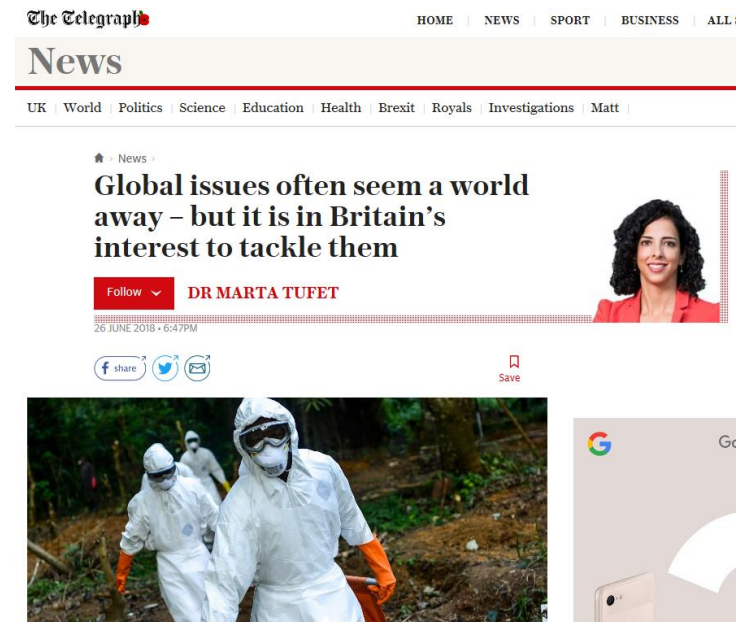 The Telegraph
HOME NEWS SPORT BUSINESS ALL
News
UK World Politics Science Education Health Brexit Royals Investigations Matt
News
Global issues often seem a world
away – but it is in Britain's
interest to tackle them
Follow DR MARTA TUFET
26 JUNE 2018 • 6:47PM
share
Save